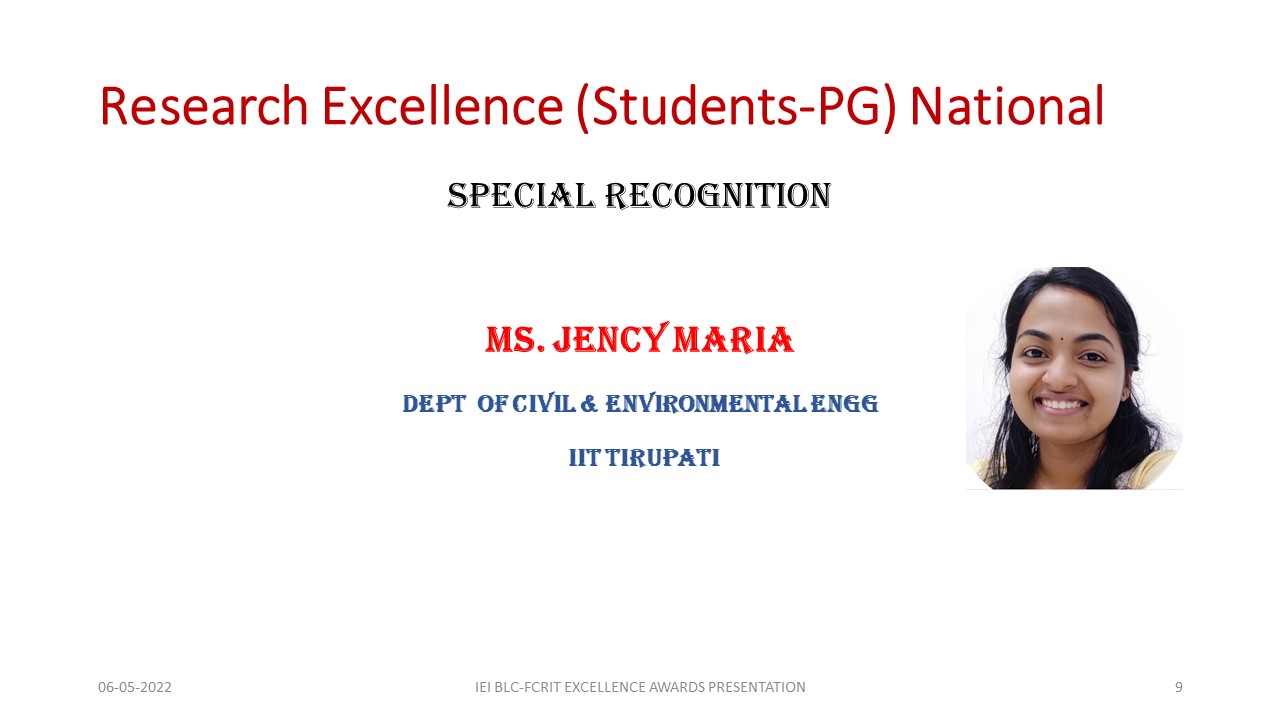 Research Excellence (Students-PG) National
SPECIAL RECOGNITION
MS. JENCY MARIA
DEPT OF CIVIL & ENVIRONMENTAL ENGG
IIT TIRUPATI
06-05-2022
IEI BLC-FCRIT EXCELLENCE AWARDS PRESENTATION
9